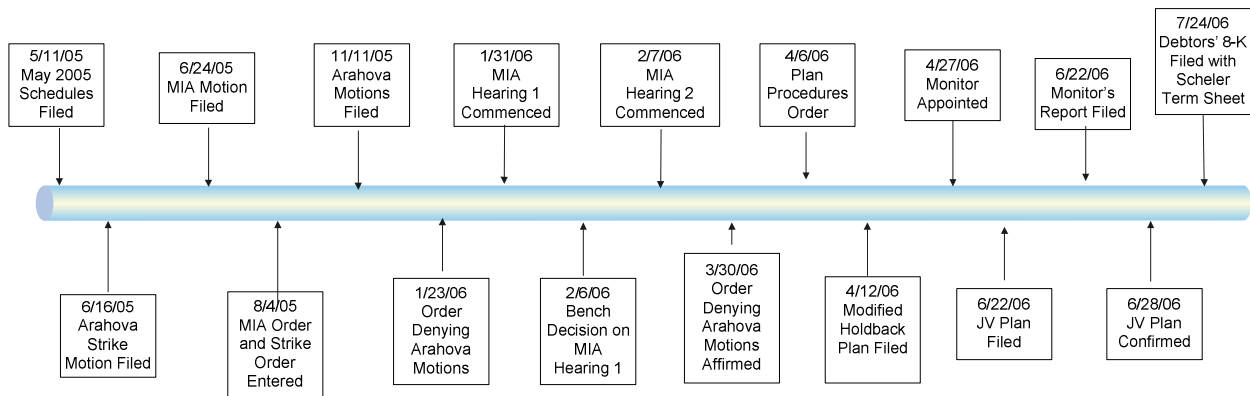 5/11/05
May 2005
Schedules
Filed
6/24/05
MIA Motion
Filed
11/11/05
Arahova
Motions
Filed
1/31/06
MIA
Hearing 1
Commenced
2/7/06
MIA
Hearing 2
Commenced
4/6/06
Plan
Procedures
Order
4/27/06
Monitor
Appointed
6/22/06
Monitor's
Report Filed
7/24/06
Debtors' 8-K
Filed with
Scheler
Term Sheet
6/16/05
Arahova
Strike
Motion Filed
8/4/05
MIA Order
and Strike
Order
Entered
1/23/06
Order
Denying
Arahova
Motions
2/6/06
Bench
Decision on
MIA
Hearing 1
3/30/06
Order
Denying
Arahova
Motions
Affirmed
4/12/06
Modified
Holdback
Plan Filed
6/22/06
JV Plan
Filed
6/28/06
JV Plan
Confirmed